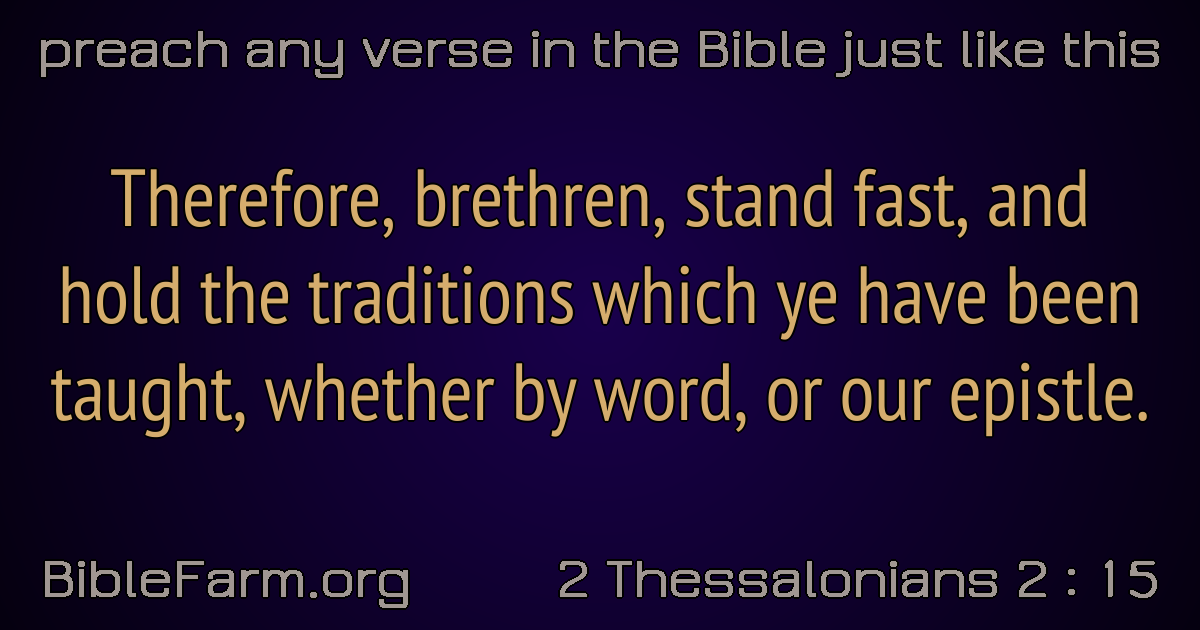 preach any verse in the Bible just like this
Therefore, brethren, stand fast, and
hold the traditions which ye have been
taught, whether by word, or our epistle.
BibleFarm.org
2 Thessalonians 2 : 15